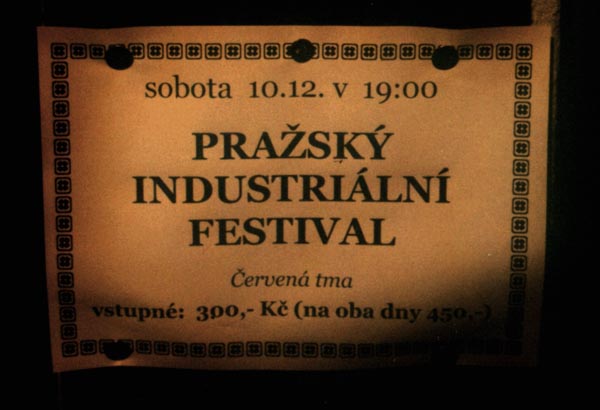 sobota 10.12. v 19:00
PRAŽSKÝ
INDUSTRIÁLNÍ
FESTIVAL
Červená tma
vstupné: 300,- Kč (na oba dny 450,-)